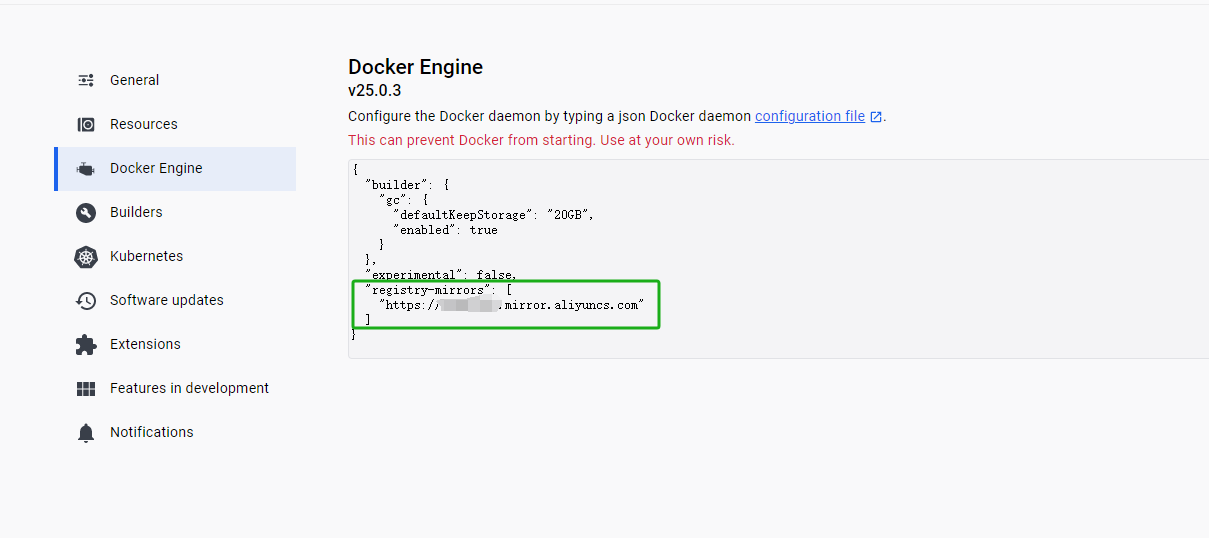 General
Resources
Docker Engine
Builders
Kubernetes
Software updates
Extensions
Features in development
Notifications
Docker Engine
v25.0.3
Configure the Docker daemon by typing a json Docker daemon configuration file.
This can prevent Docker from starting. Use at your own risk.
{
  "builder": {
    "gc": {
      "defaultKeepStorage": "20GB",
      "enabled": true
    }
  },
  "experimental": false,
  "registry-mirrors": [
    "https://.mirror.aliyuncs.com"
  ]
}